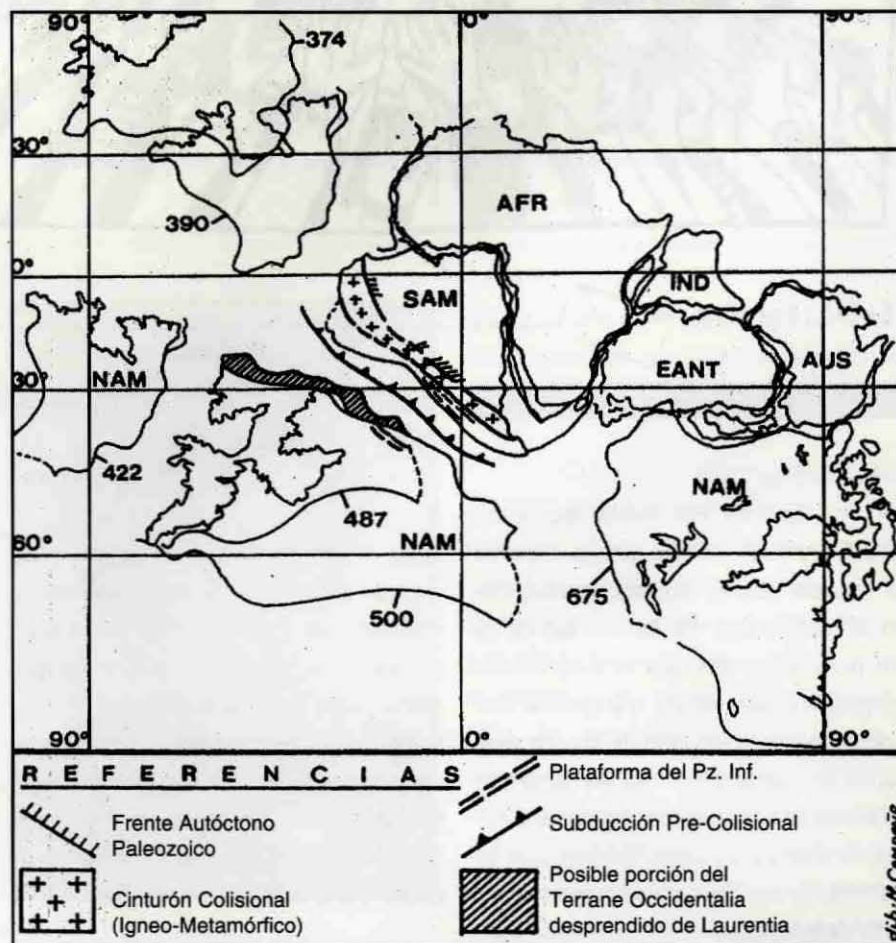 90° 0° 90°
374
30°
390
AFR
0°
SAM
IND
NAM
EANT
AUS
30°
422
487
NAM
NAM
60°
675
500
90° 0° 90°
REFERENCIAS
Plataforma del Pz. Inf.
Frente Autóctono
Paleozoico
Subducción Pre-Colisional
Cinturón Colisional
(Igneo-Metamórfico)
Posible porción del
Terrane Occidentalia
desprendido de Laurentia